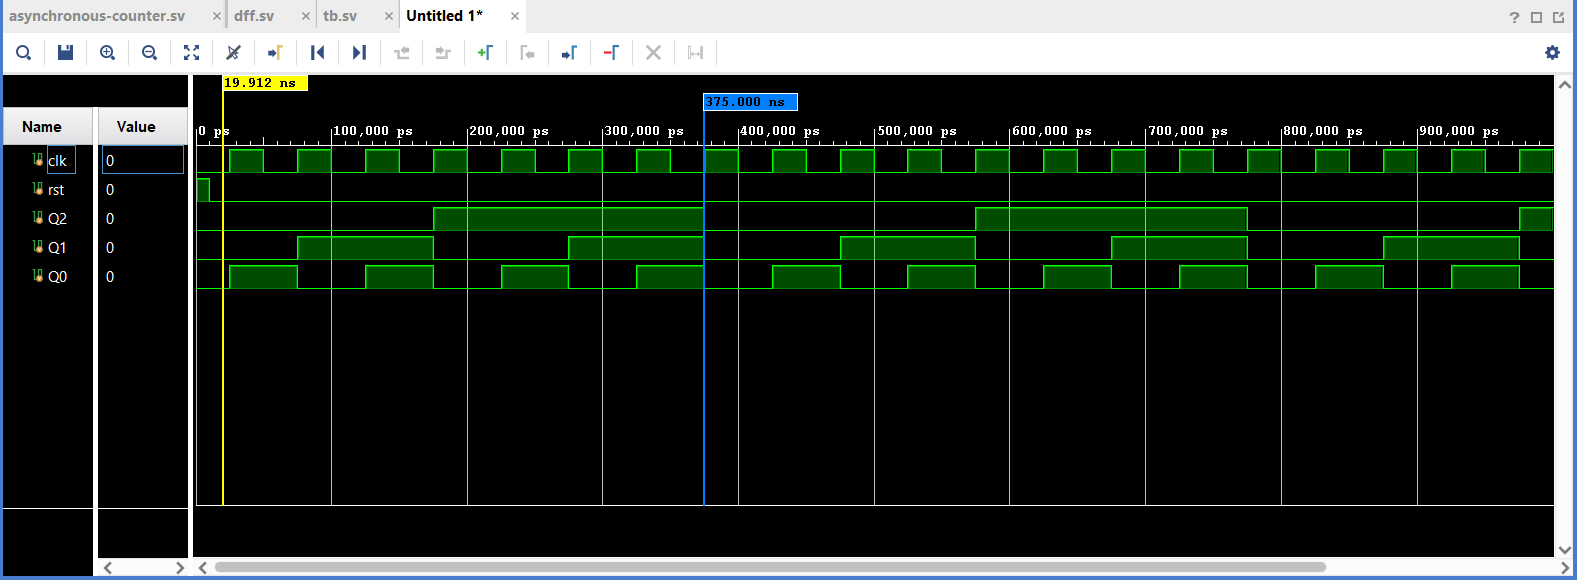 asynchronous-counter.sv × dff.sv × tb.sv × Untitled 1* × ?
19.912 ns
375.000 ns
Name Value
0 ps 100,000 ps 200,000 ps 300,000 ps 400,000 ps 500,000 ps 600,000 ps 700,000 ps 800,000 ps 900,000 ps
clk 0
rst 0
Q2 0
Q1 0
Q0 0